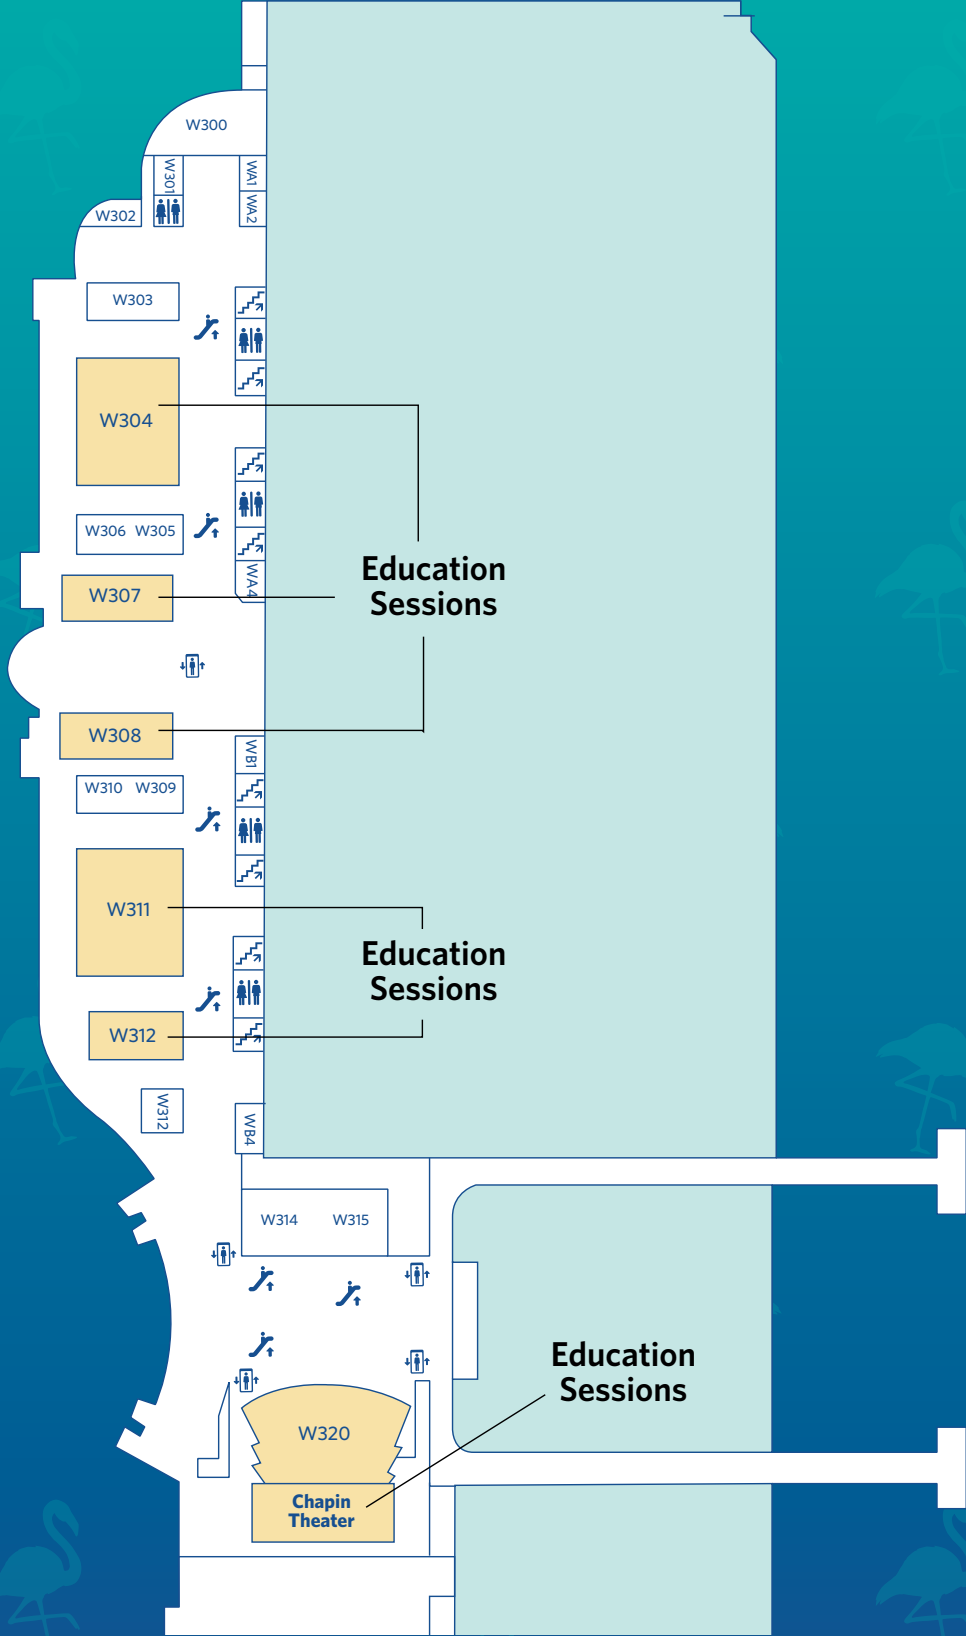 W300
W301
WA1
WA2
W302
W303
W304
W306 W305
Education
Sessions
W307
WA4
W308
WB1
W310 W309
W311
Education
Sessions
W312
W312
WB4
W314 W315
Education
Sessions
W320
Chapin
Theater